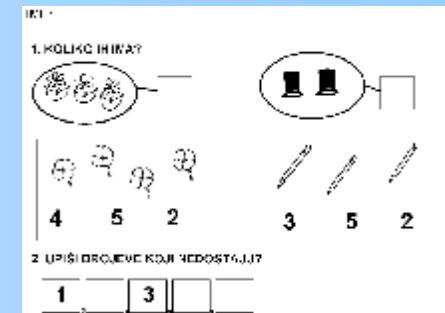 1. KOLIKO IH IMA?
4 5 2
3 5 2
2. UPIŠI BROJEVE KOJI NEDOSTAJU?
1 3